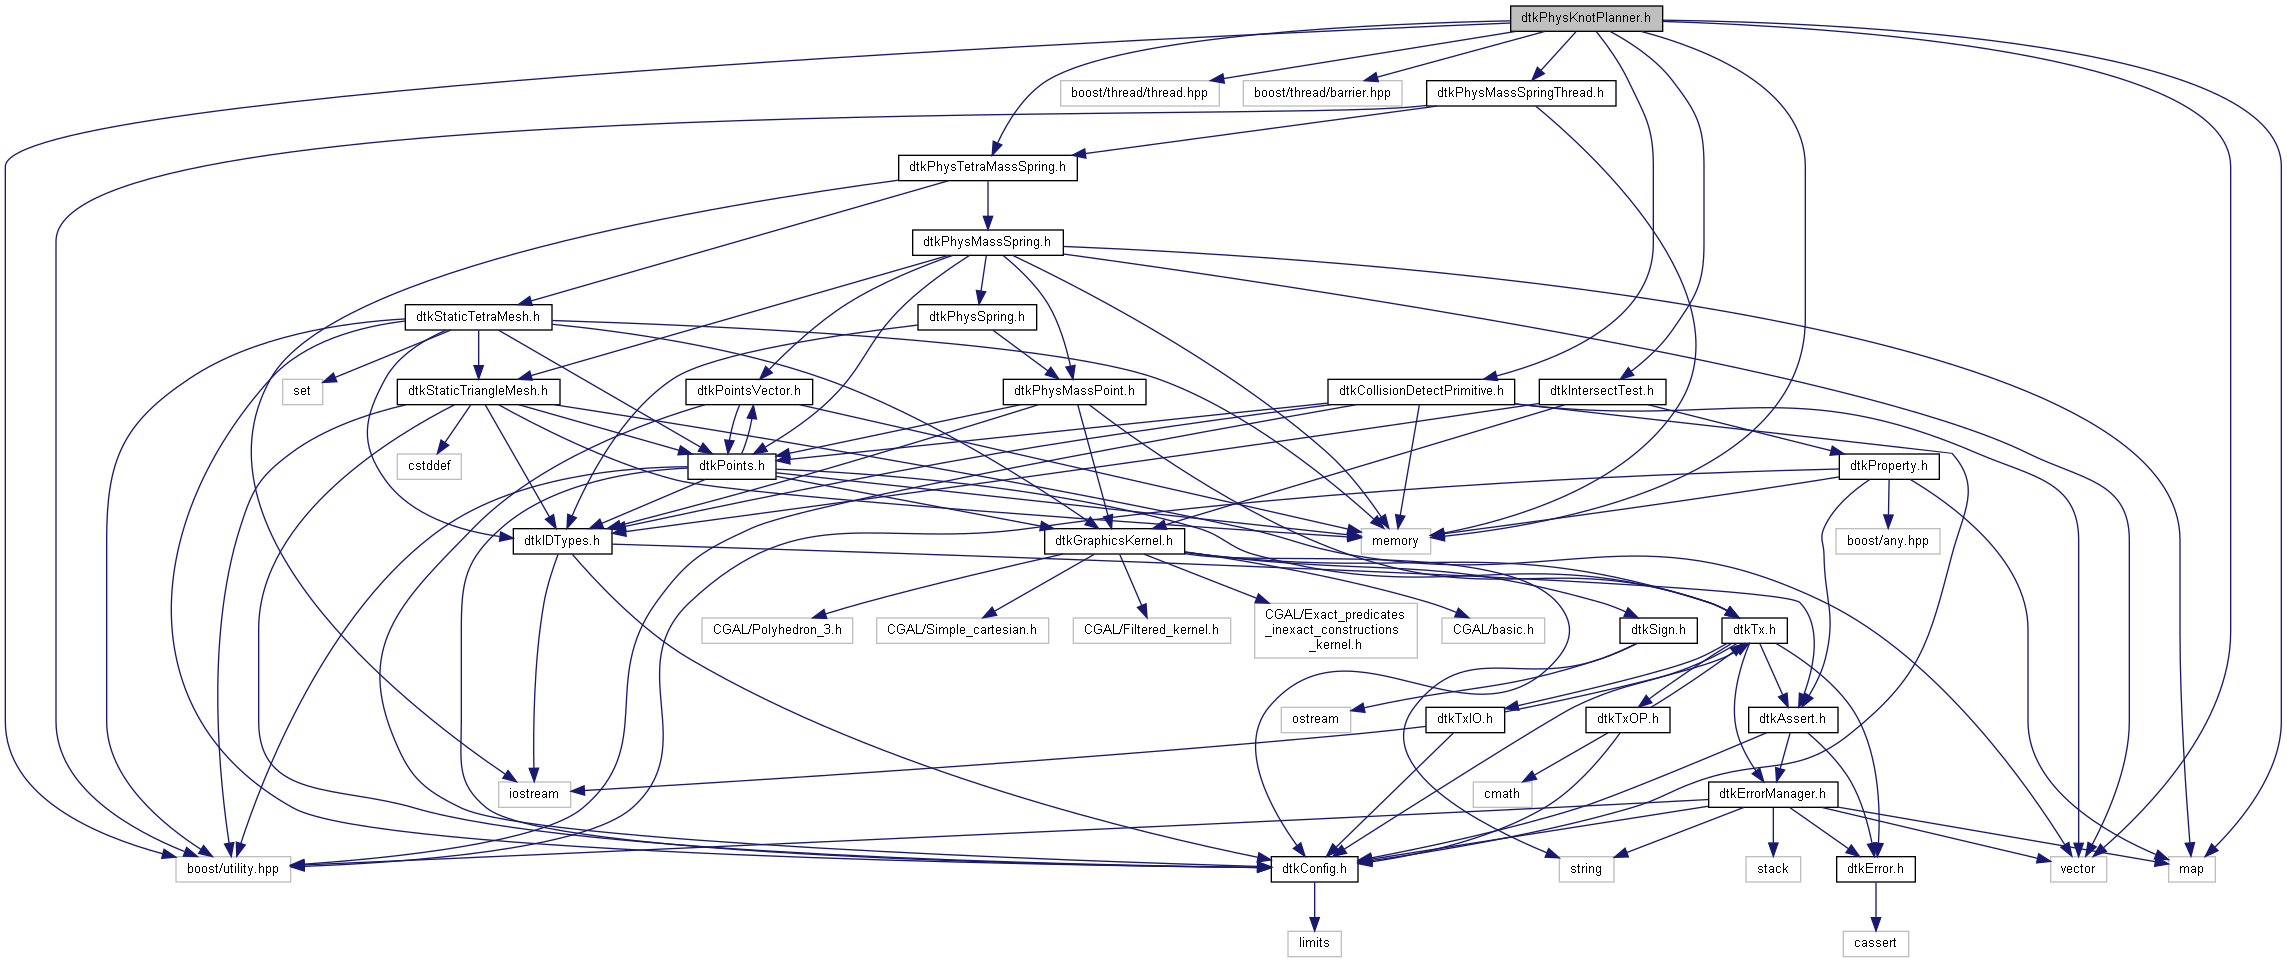 dtkPhysKnotPlanner.h
boost/thread/thread.hpp
boost/thread/barrier.hpp
dtkPhysMassSpringThread.h
dtkPhysTetraMassSpring.h
dtkPhysMassSpring.h
dtkStaticTetraMesh.h
dtkPhysSpring.h
set
dtkStaticTriangleMesh.h
dtkPointsVector.h
dtkPhysMassPoint.h
dtkCollisionDetectPrimitive.h
dtkIntersectTest.h
cstddef
dtkPoints.h
dtkProperty.h
dtkIDTypes.h
dtkGraphicsKernel.h
memory
boost/any.hpp
CGAL/Polyhedron_3.h
CGAL/Simple_cartesian.h
CGAL/Filtered_kernel.h
CGAL/Exact_predicates
_inexact_constructions
_kernel.h
CGAL/basic.h
dtkSign.h
dtkTx.h
ostream
dtkTxIO.h
dtkTxOP.h
dtkAssert.h
iostream
cmath
dtkErrorManager.h
boost/utility.hpp
dtkConfig.h
string
stack
dtkError.h
vector
map
limits
cassert